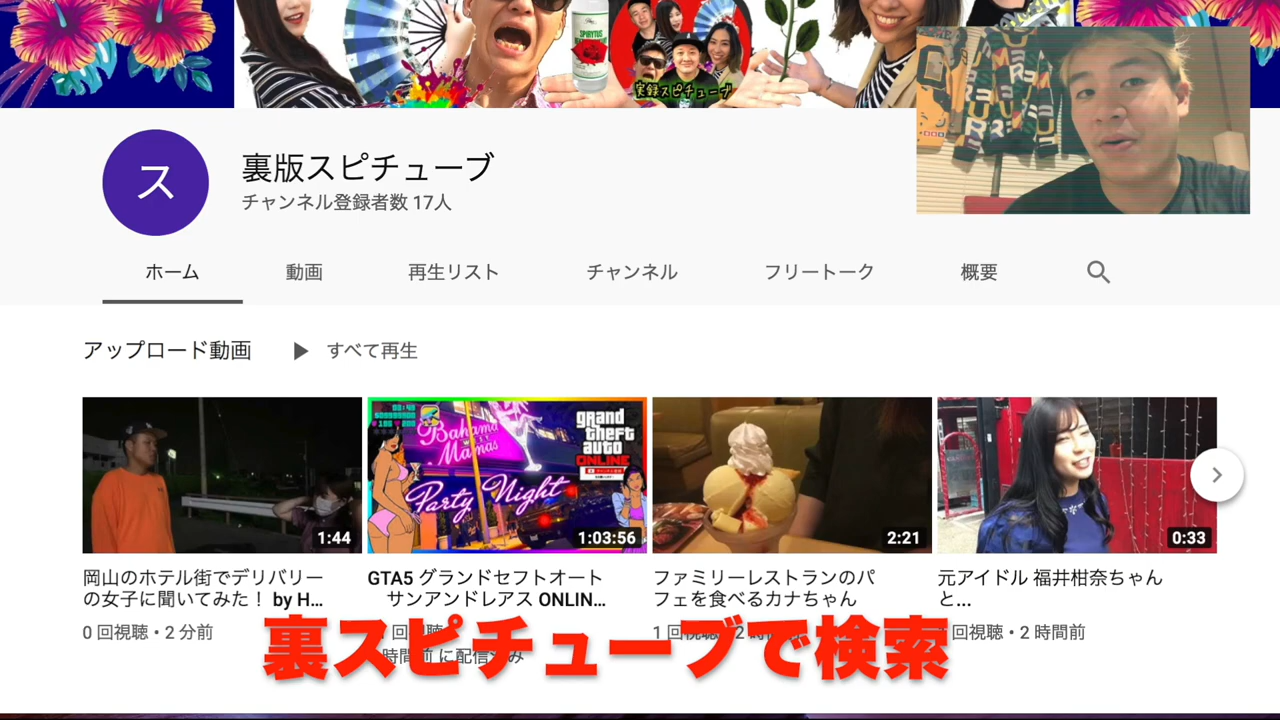 SPIRYTUS
実録スピチューブ
ス
裏版スピチューブ
チャンネル登録者数 17人
ホーム
動画
再生リスト
チャンネル
フリートーク
概要
アップロード動画
すべて再生
1:44
Bahama
Mamas
Party Night
grand
theft
auto
ONLINE
1:03:56
2:21
0:33
岡山のホテル街でデリバリー
の女子に聞いてみた！ by H...
0 回視聴・2 分前
GTA5 グランドセフトオート
サンアンドレアス ONLIN...
ファミリーレストランのパ
フェを食べるカナちゃん
元アイドル 福井柑奈ちゃん
と...
回視聴・2 時間前
裏スピチューブで検索